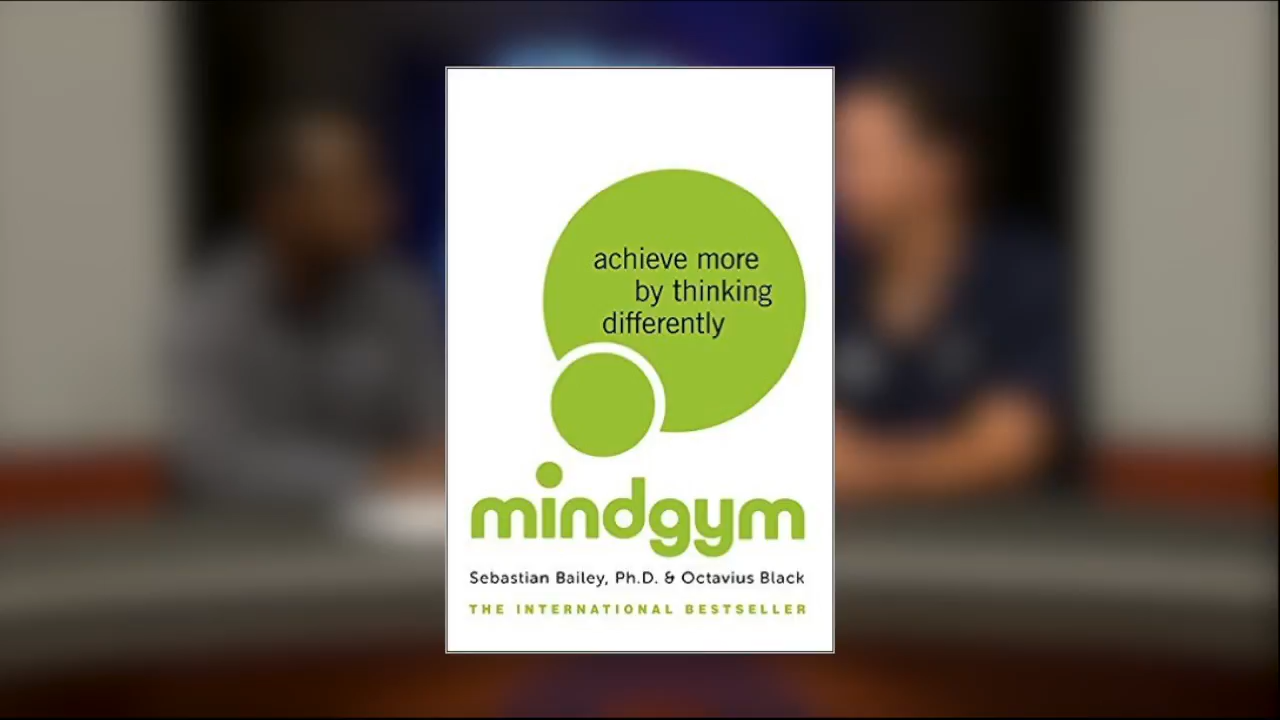 achieve more
by thinking
differently
mindgym
Sebastian Bailey, Ph.D. & Octavius Black
THE INTERNATIONAL BESTSELLER